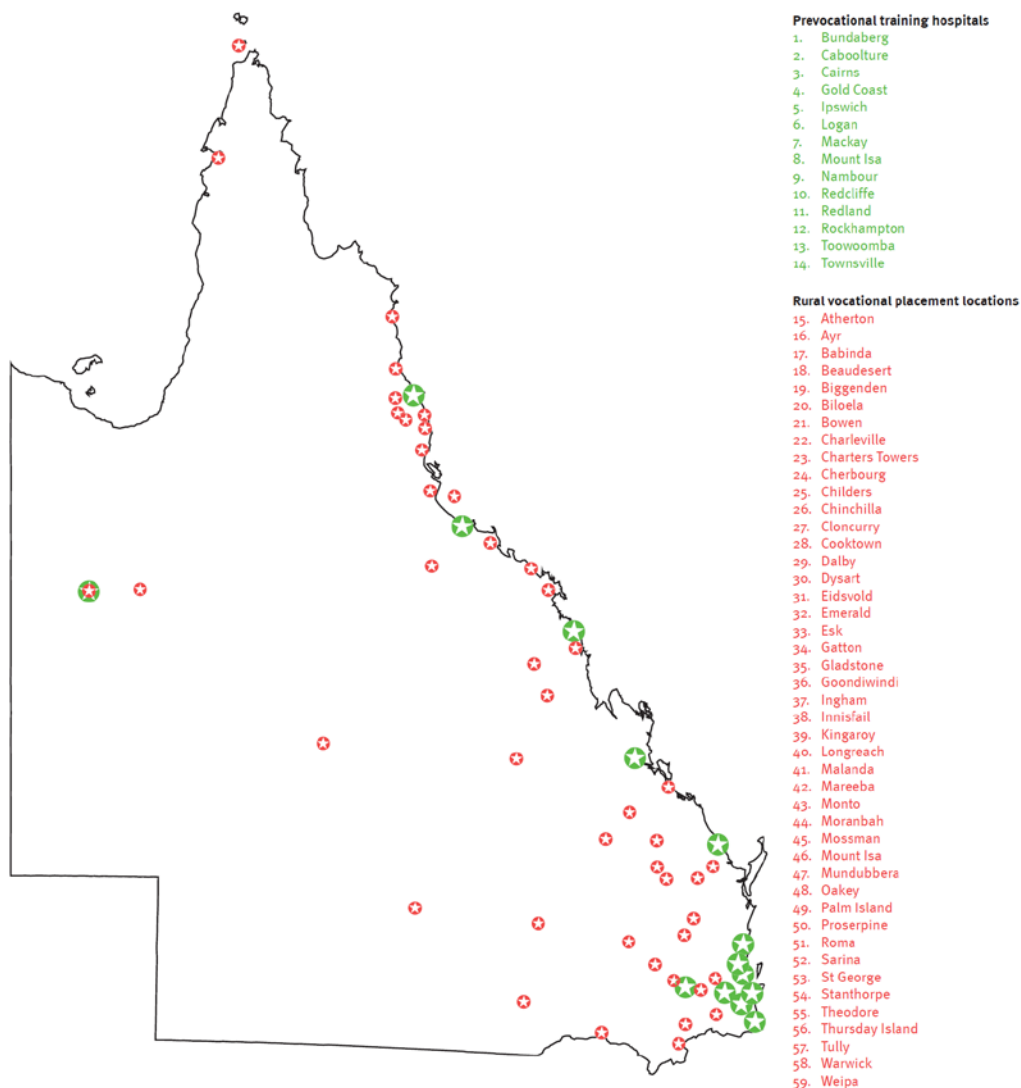 Prevocational training hospitals
1. Bundaberg
2. Caboolture
3. Cairns
4. Gold Coast
5. Ipswich
6. Logan
7. Mackay
8. Mount Isa
9. Nambour
10. Redcliffe
11. Redland
12. Rockhampton
13. Toowoomba
14. Townsville
Rural vocational placement locations
15. Atherton
16. Ayr
17. Babinda
18. Beaudesert
19. Biggenden
20. Biloela
21. Bowen
22. Charleville
23. Charters Towers
24. Cherbourg
25. Childers
26. Chinchilla
27. Cloncurry
28. Cooktown
29. Dalby
30. Dysart
31. Eidsvold
32. Emerald
33. Esk
34. Gatton
35. Gladstone
36. Goondiwindi
37. Ingham
38. Innisfail
39. Kingaroy
40. Longreach
41. Malanda
42. Mareeba
43. Monto
44. Moranbah
45. Mossman
46. Mount Isa
47. Mundubbera
48. Oakey
49. Palm Island
50. Proserpine
51. Roma
52. Sarina
53. St George
54. Stanthorpe
55. Theodore
56. Thursday Island
57. Tully
58. Warwick
59. Weipa